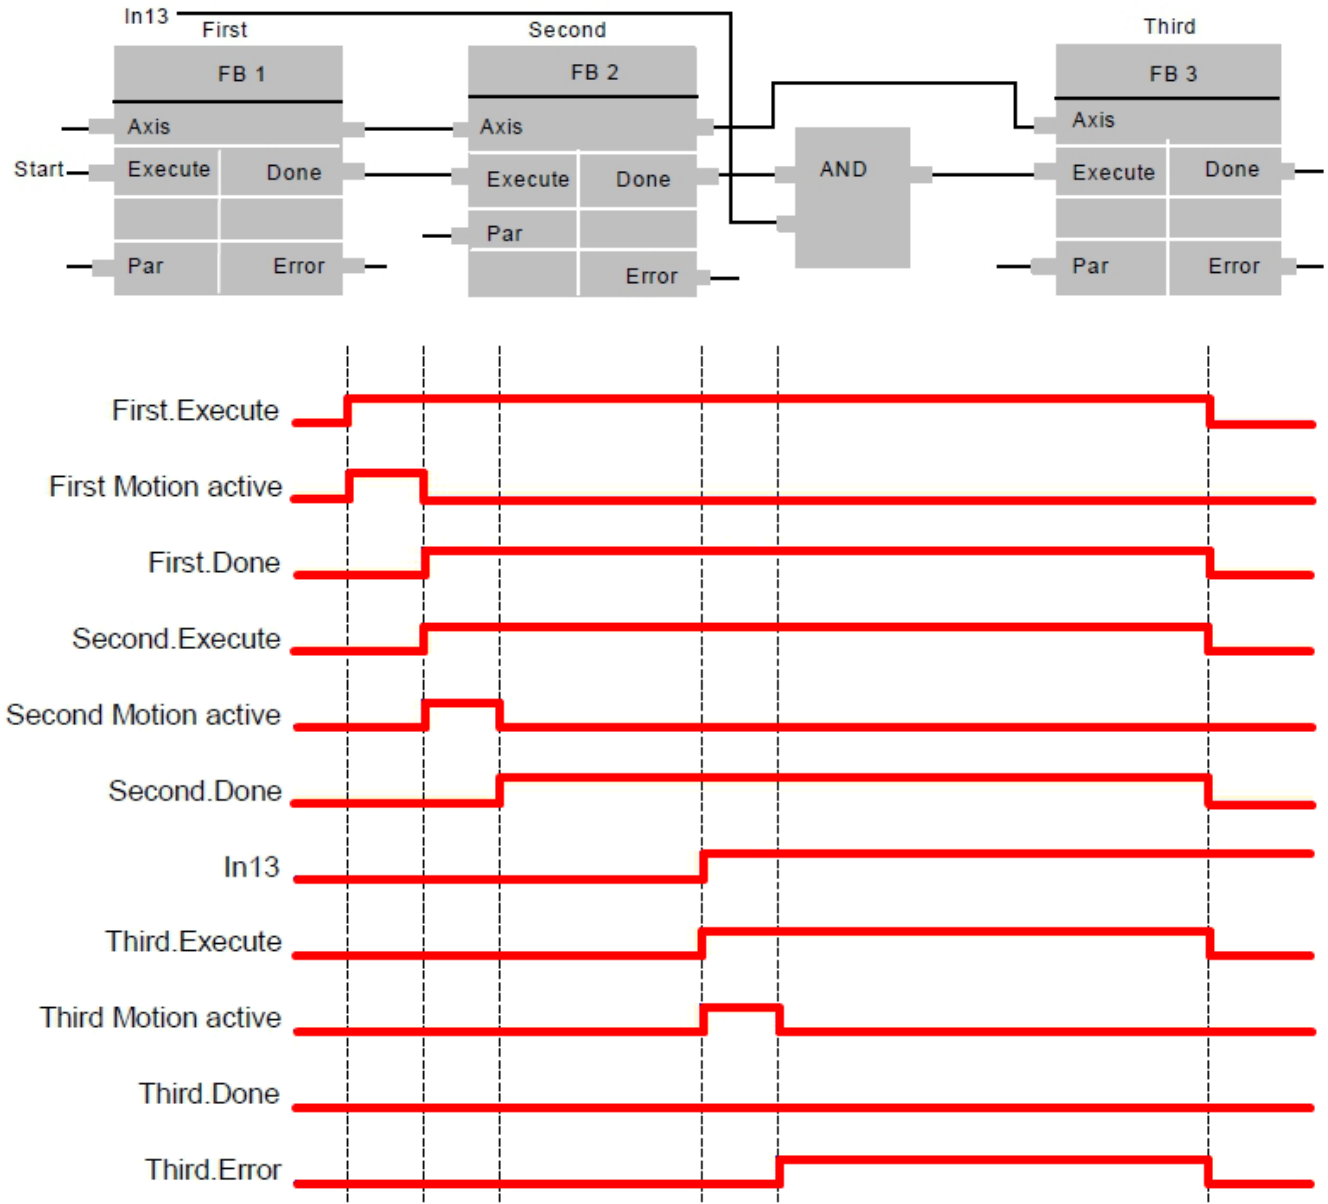 In13
First
Second
Third
FB 1
FB 2
FB 3
Axis
Axis
Axis
Start
Execute
Done
Execute
Done
AND
Execute
Done
Par
Par
Error
Error
Par
Error
First.Execute
First Motion active
First.Done
Second.Execute
Second Motion active
Second.Done
In13
Third.Execute
Third Motion active
Third.Done
Third.Error